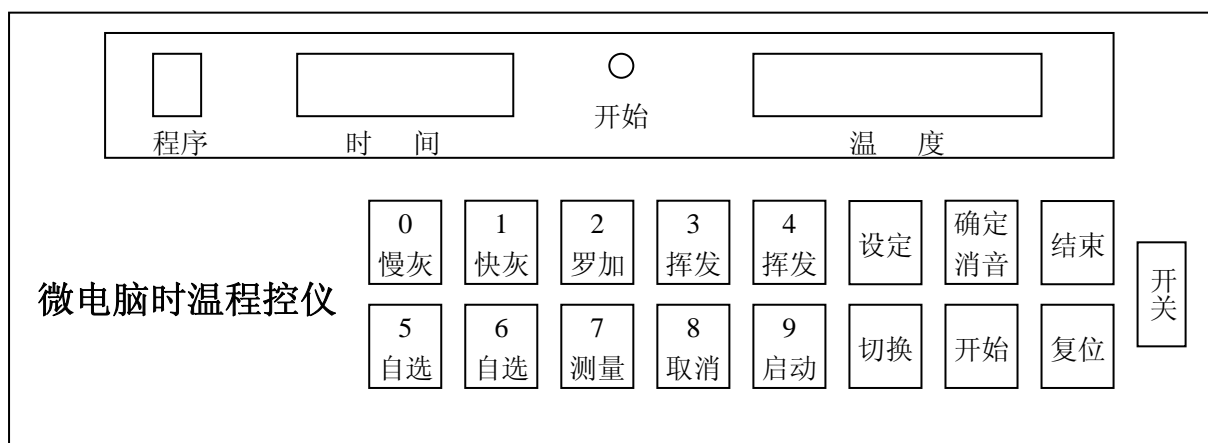 程序
时 间
开始
温 度
0 1 2 3 4
慢灰 快灰 罗加 挥发 挥发
设定
确定
消音
结束
开
关
微电脑时温程控仪
5 6 7 8 9
自选 自选 测量 取消 启动
切换
开始
复位